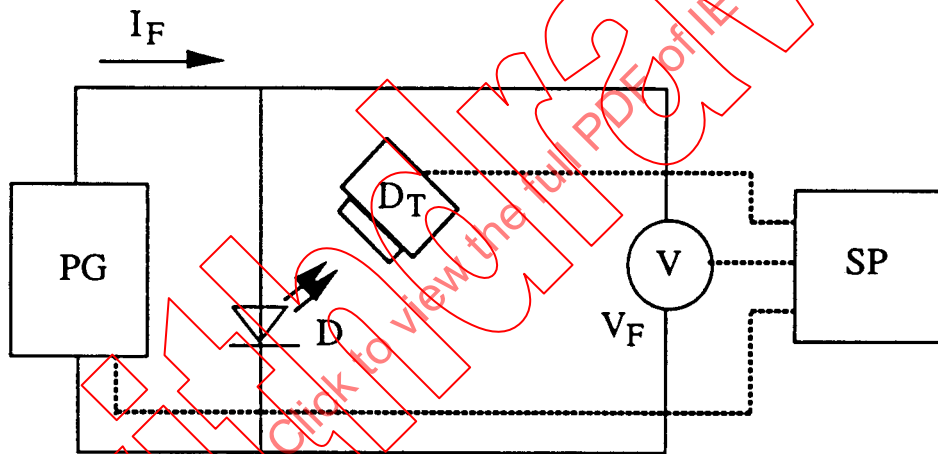 I_F
D_T
PG
V
SP
D
V_F
Click to view the full PDF of IE